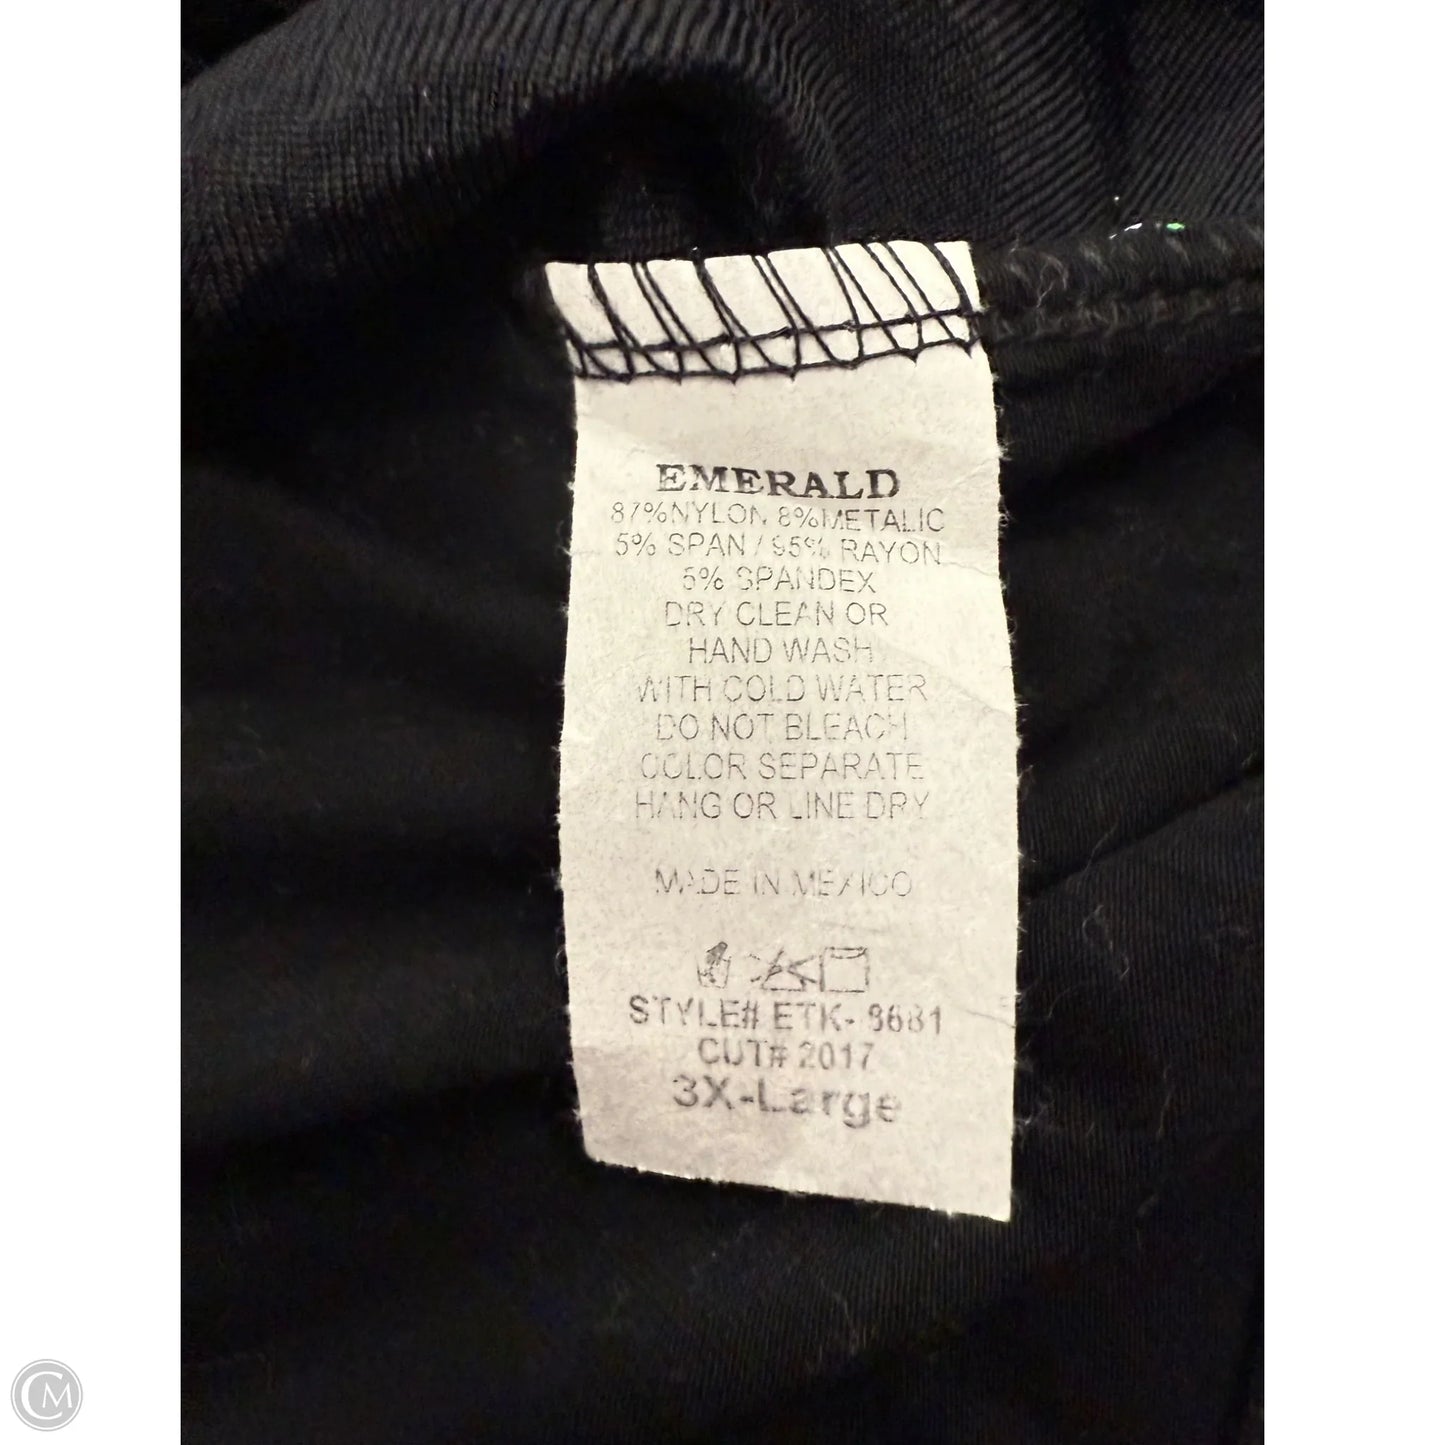 EMERALD
87%NYLON 8%METALIC
5% SPAN / 95% RAYON
5% SPANDEX
DRY CLEAN OR
HAND WASH
WITH COLD WATER
DO NOT BLEACH
COLOR SEPARATE
HANG OR LINE DRY
MADE IN MEXICO
STYLE# ETK-
CUT# 2017
3X-Large
CM